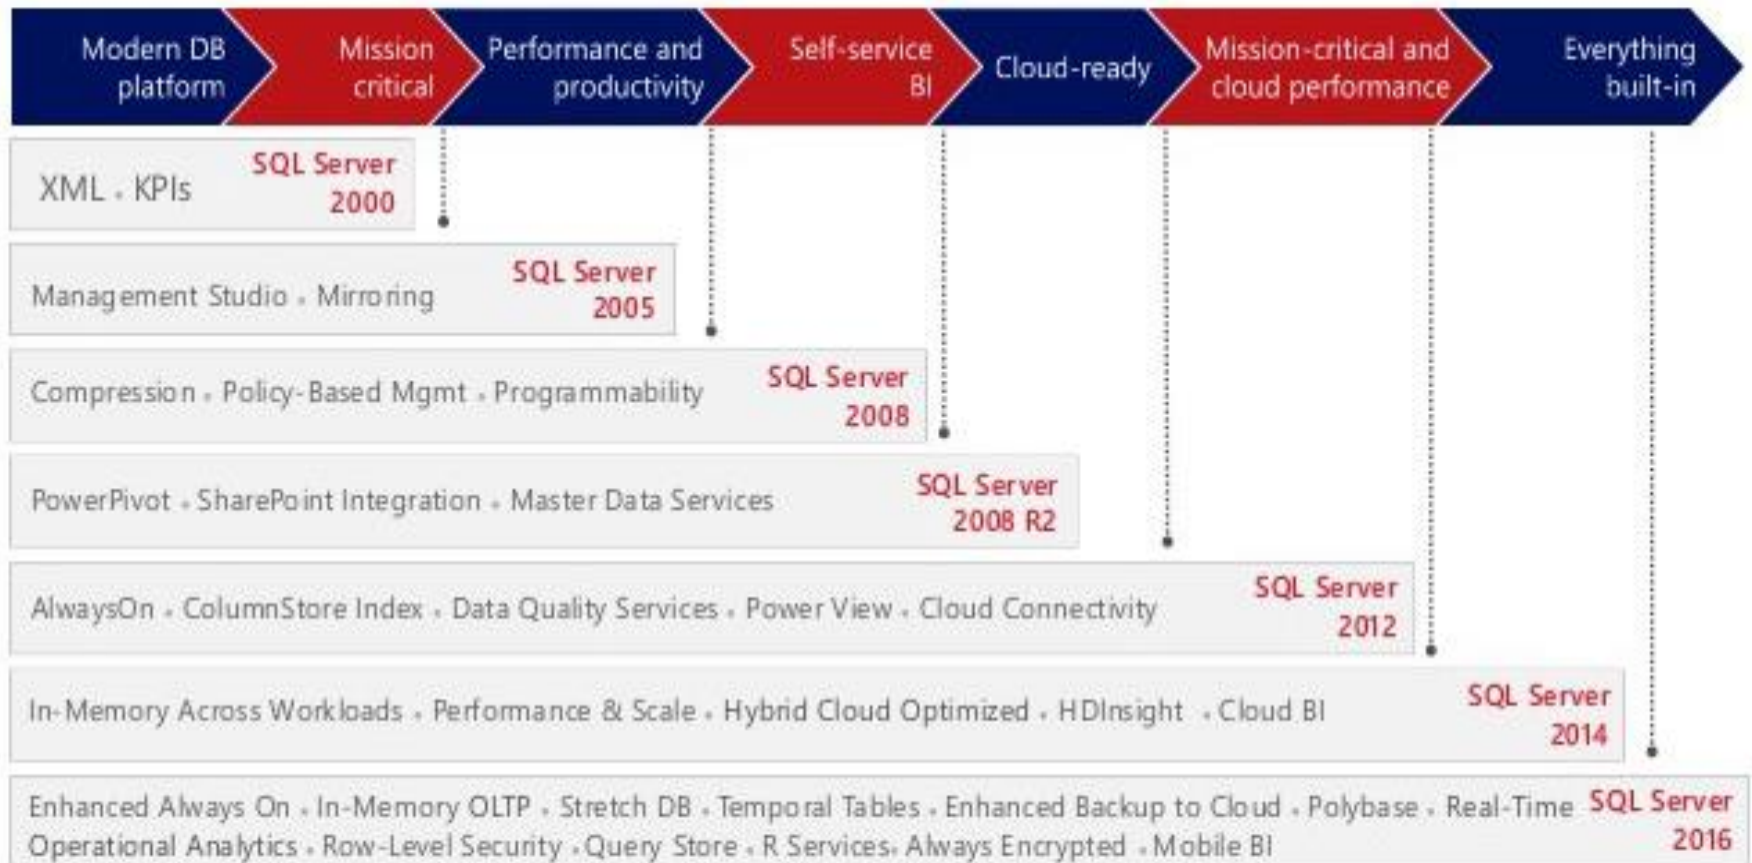 Modern DB
platform
Mission
critical
Performance and
productivity
Self-service
BI
Cloud-ready
Mission-critical and
cloud performance
Everything
built-in
XML . KPIs
SQL Server
2000
Management Studio . Mirroring
SQL Server
2005
Compression . Policy-Based Mgmt . Programmability
SQL Server
2008
PowerPivot . SharePoint Integration . Master Data Services
SQL Server
2008 R2
AlwaysOn . ColumnStore Index . Data Quality Services . Power View . Cloud Connectivity
SQL Server
2012
In-Memory Across Workloads . Performance & Scale . Hybrid Cloud Optimized . HDInsight . Cloud BI
SQL Server
2014
Enhanced Always On . In-Memory OLTP . Stretch DB . Temporal Tables . Enhanced Backup to Cloud . Polybase . Real-Time
Operational Analytics . Row-Level Security . Query Store . R Services . Always Encrypted . Mobile BI
SQL Server
2016